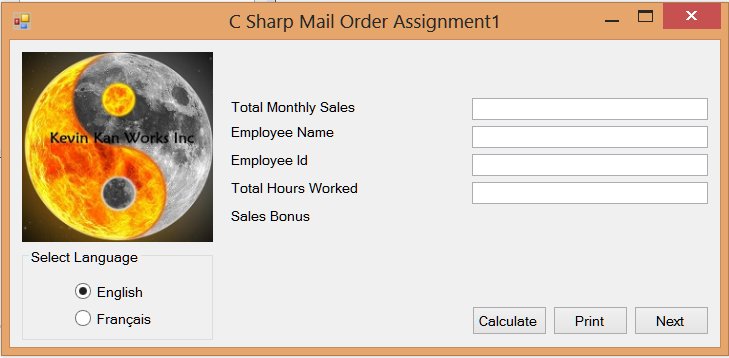 C Sharp Mail Order Assignment1
Kevin Kan Works Inc
Total Monthly Sales
Employee Name
Employee Id
Total Hours Worked
Sales Bonus
Select Language
English
Français
Calculate Print Next